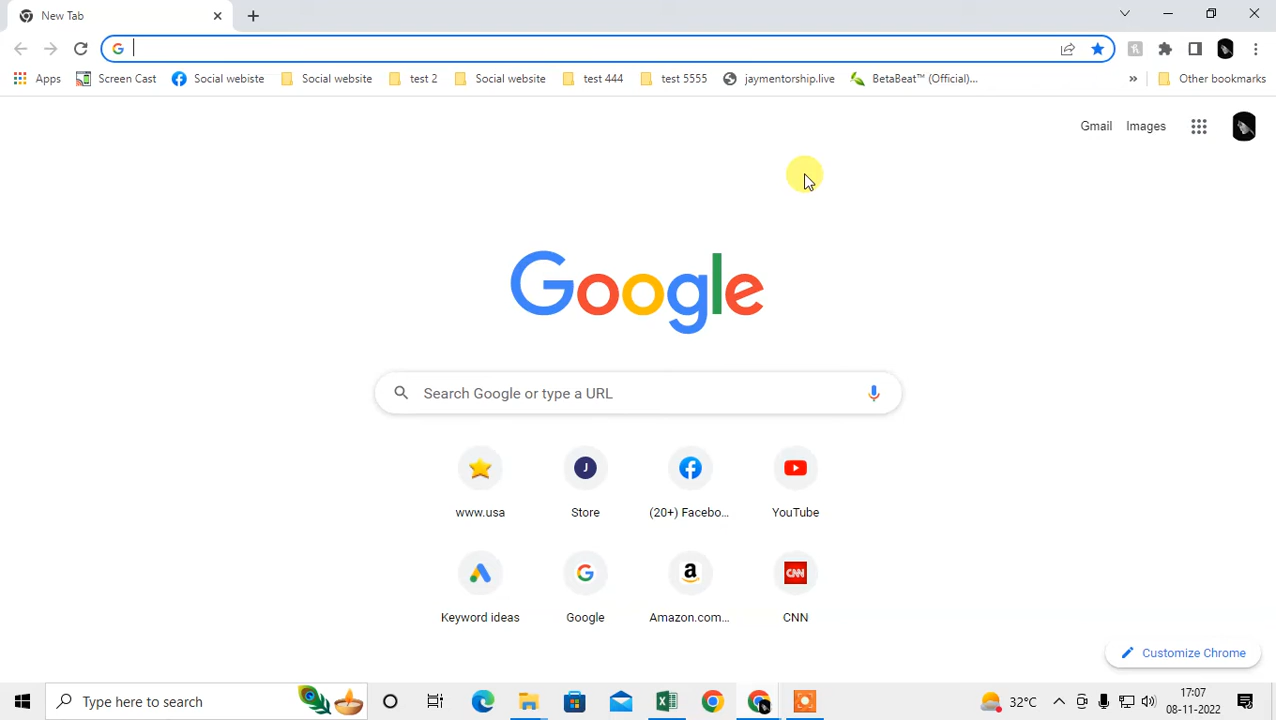 New Tab
Apps Screen Cast Social webiste Social website test 2 Social website test 444 test 5555 jaymentorship.live BetaBeat™ (Official)... » Other bookmarks
Gmail Images
Google
Search Google or type a URL
www.usa Store (20+) Facebo... YouTube
J
a
CNN
Keyword ideas Google Amazon.com... CNN
Customize Chrome
Type here to search 32°C 17:07
08-11-2022